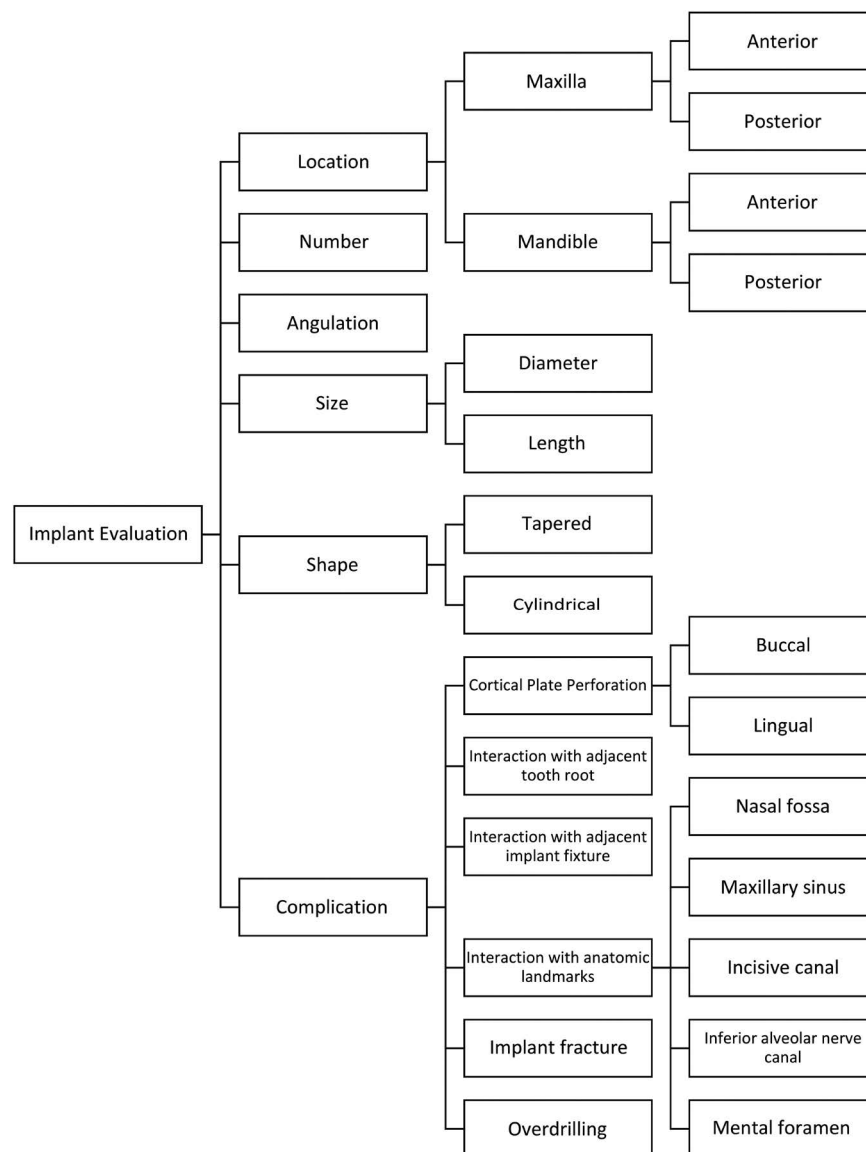 Implant Evaluation
Location
Maxilla
Anterior
Posterior
Mandible
Anterior
Posterior
Number
Angulation
Size
Diameter
Length
Shape
Tapered
Cylindrical
Complication
Cortical Plate Perforation
Buccal
Lingual
Interaction with adjacent
tooth root
Interaction with adjacent
implant fixture
Interaction with anatomic
landmarks
Nasal fossa
Maxillary sinus
Incisive canal
Inferior alveolar nerve
canal
Mental foramen
Implant fracture
Overdrilling